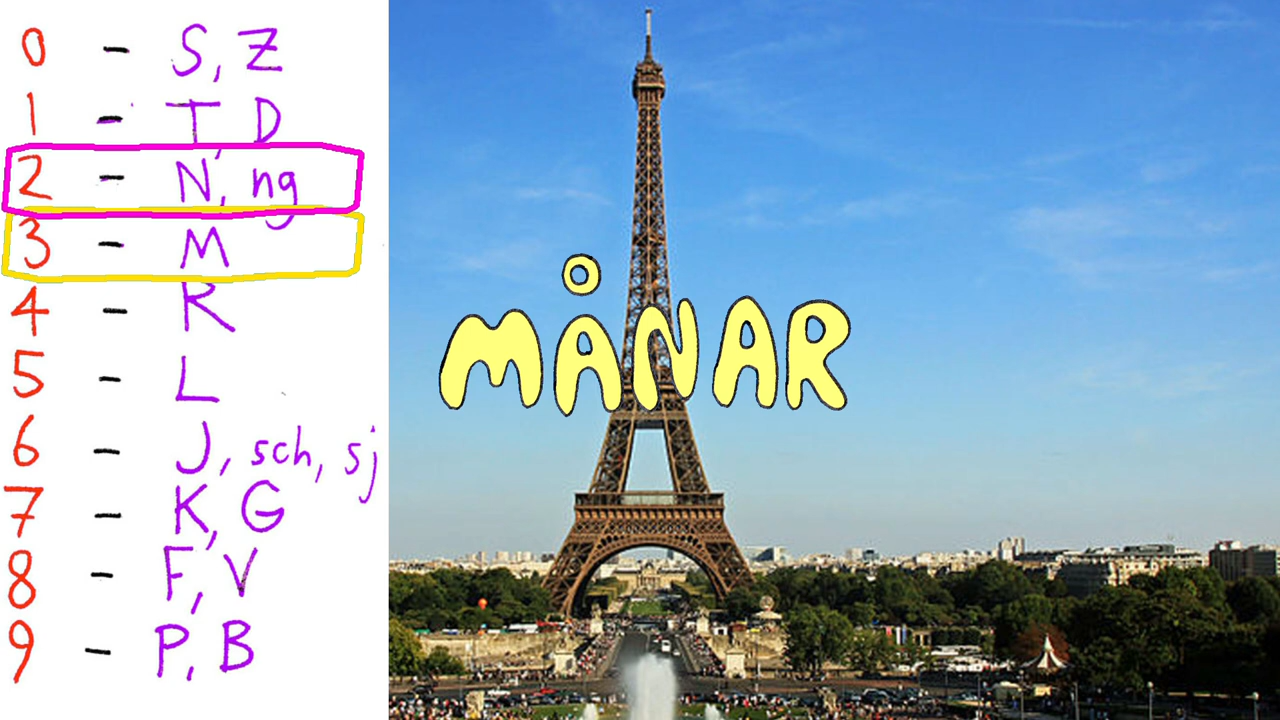 0 - S, Z
1 - T, D
2 - N, ng
3 - M
4 - R
5 - L
6 - J, sch, sj
7 - K, G
8 - F, V
9 - P, B
MÅNAR